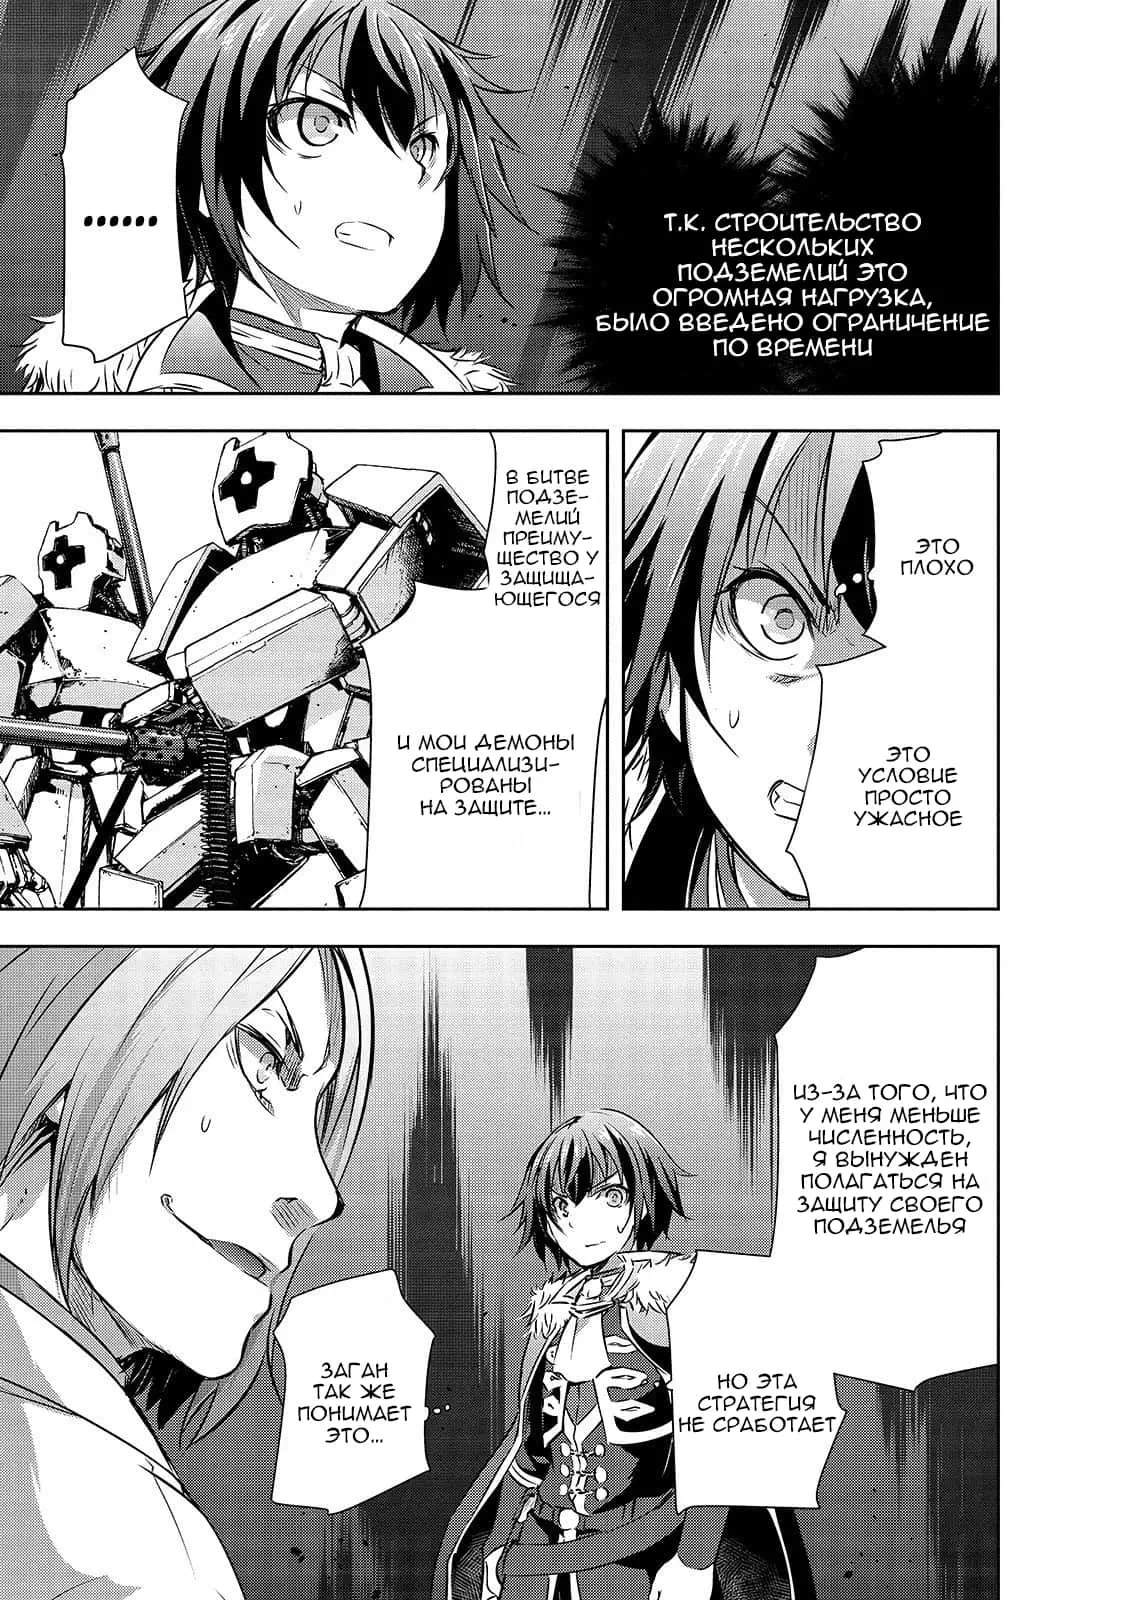 Т.К. СТРОИТЕЛЬСТВО
НЕСКОЛЬКИХ
ПОДЗЕМЕЛИЙ ЭТО
ОГРОМНАЯ НАГРУЗКА,
БЫЛО ВВЕДЕНО ОГРАНИЧЕНИЕ
ПО ВРЕМЕНИ
......
ЭТО
ПЛОХО
ЭТО
УСЛОВИЕ
ПРОСТО
УЖАСНОЕ
В БИТВЕ
ПОДЗЕ-
МЕЛИЙ
ПРЕИМУ-
ЩЕСТВО У
ЗАЩИЩА-
ЮЩЕГОСЯ
И МОИ ДЕМОНЫ
СПЕЦИАЛИЗИ-
РОВАНЫ
НА ЗАЩИТЕ...
ИЗ-ЗА ТОГО, ЧТО
У МЕНЯ МЕНЬШЕ
ЧИСЛЕННОСТЬ,
Я ВЫНУЖДЕН
ПОЛАГАТЬСЯ НА
ЗАЩИТУ СВОЕГО
ПОДЗЕМЕЛЬЯ
НО ЭТА
СТРАТЕГИЯ
НЕ СРАБОТАЕТ
ЗАГАН
ТАК ЖЕ
ПОНИМАЕТ
ЭТО...